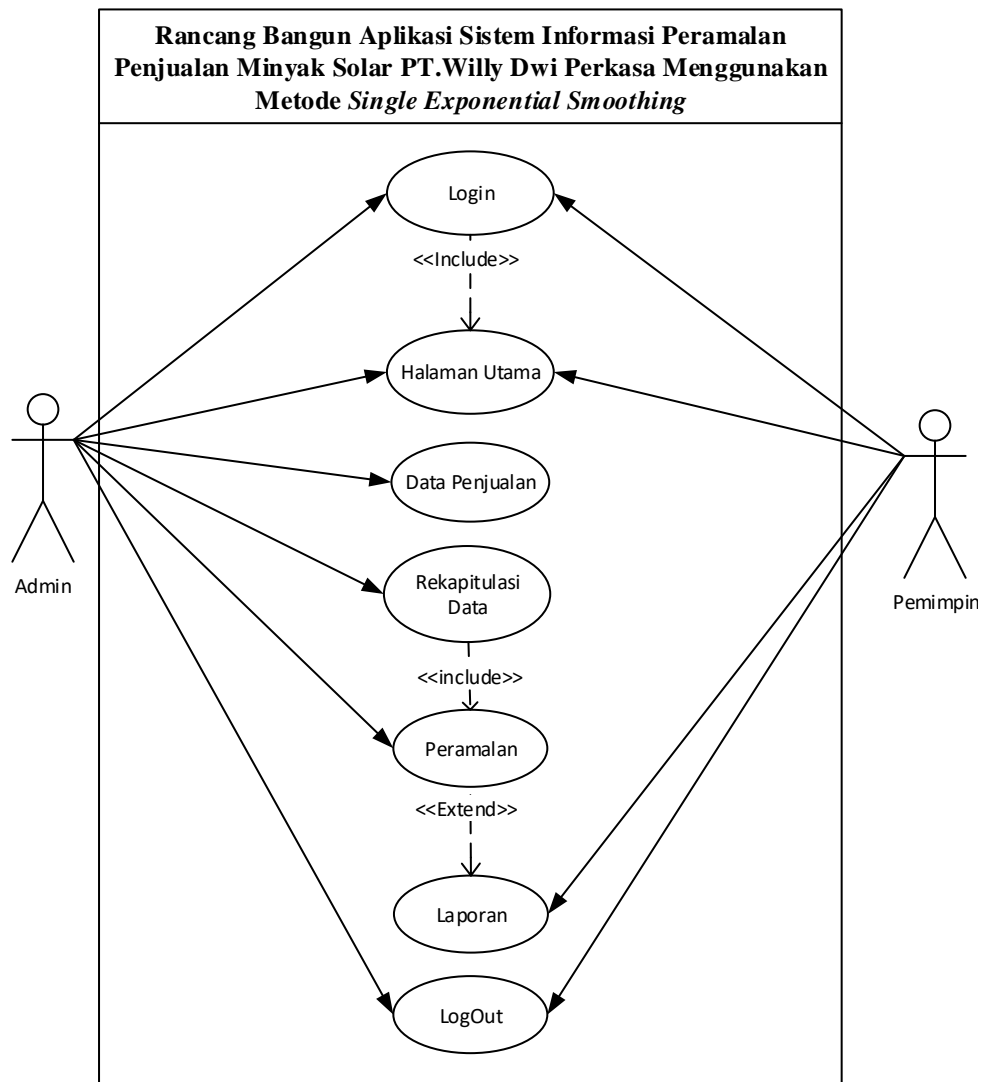 Rancang Bangun Aplikasi Sistem Informasi Peramalan
Penjualan Minyak Solar PT.Willy Dwi Perkasa Menggunakan
Metode Single Exponential Smoothing
Login
<<Include>>
Halaman Utama
Data Penjualan
Rekapitulasi
Data
<<include>>
Peramalan
<<Extend>>
Laporan
LogOut
Admin
Pemimpin